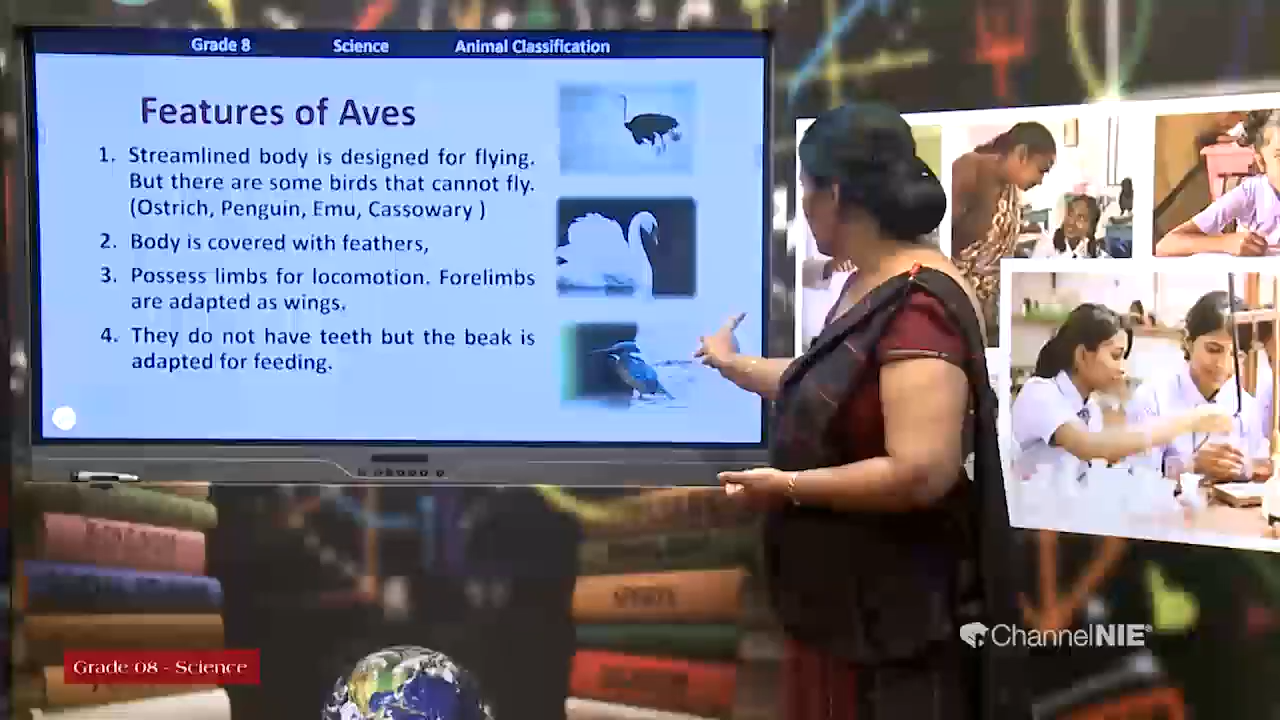 Grade 8 Science Animal Classification
Features of Aves
1. Streamlined body is designed for flying.
But there are some birds that cannot fly.
(Ostrich, Penguin, Emu, Cassowary )
2. Body is covered with feathers,
3. Possess limbs for locomotion. Forelimbs
are adapted as wings.
4. They do not have teeth but the beak is
adapted for feeding.
SPORTS
ChannelNIE
Grade 08 - Science